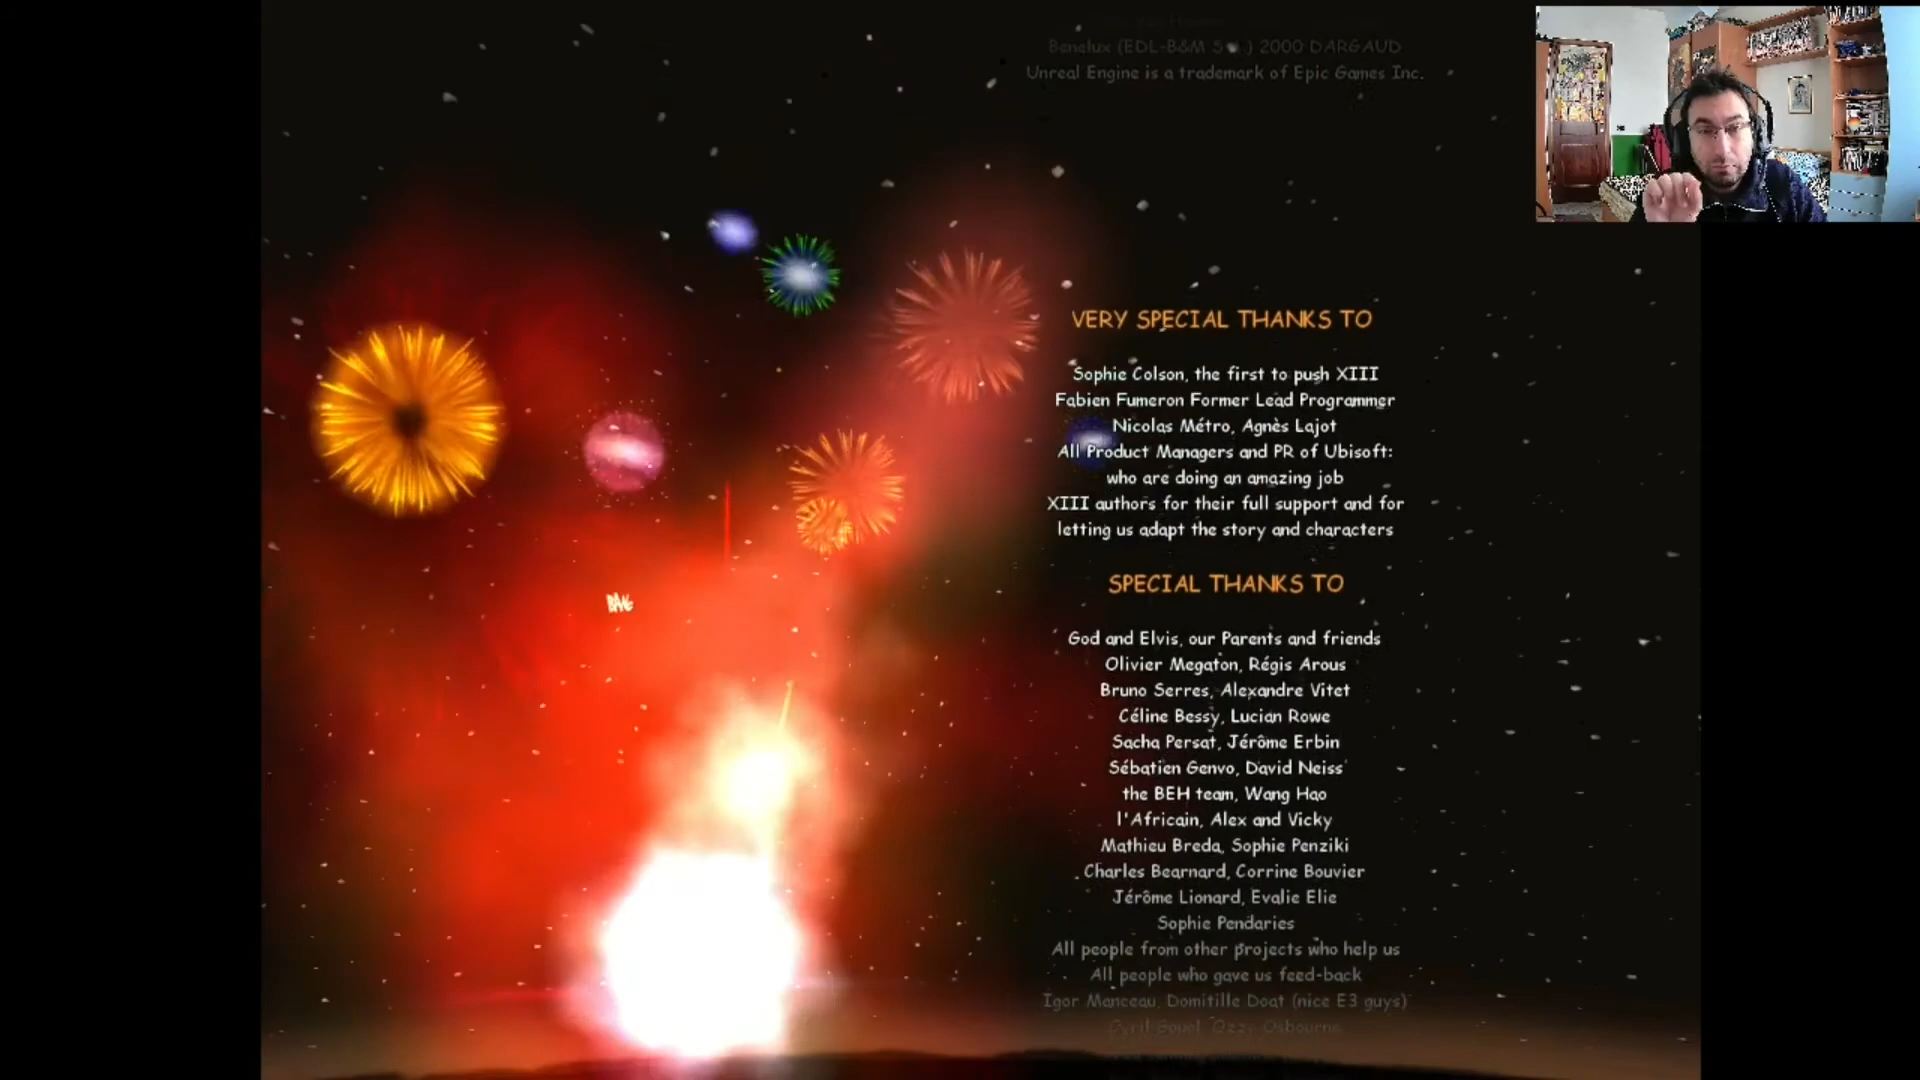 Benelux (EDL-B&M S.A.) 2000 DARGAUD
Unreal Engine is a trademark of Epic Games Inc.
VERY SPECIAL THANKS TO
Sophie Colson, the first to push XIII
Fabien Fumeron Former Lead Programmer
Nicolas Métro, Agnès Lajot
All Product Managers and PR of Ubisoft:
who are doing an amazing job
XIII authors for their full support and for
letting us adapt the story and characters
SPECIAL THANKS TO
God and Elvis, our Parents and friends
Olivier Megaton, Régis Arous
Bruno Serres, Alexandre Vitet
Céline Bessy, Lucian Rowe
Sacha Persat, Jérôme Erbin
Sébatien Genvo, David Neiss
the BEH team, Wang Hao
l'Africain, Alex and Vicky
Mathieu Breda, Sophie Penziki
Charles Bearnard, Corrine Bouvier
Jérôme Lionard, Evalie Elie
Sophie Pendaries
All people from other projects who help us
All people who gave us feed-back
Igor Manceau, Domitille Doat (nice E3 guys)
Ozzy Osbourne
BANG